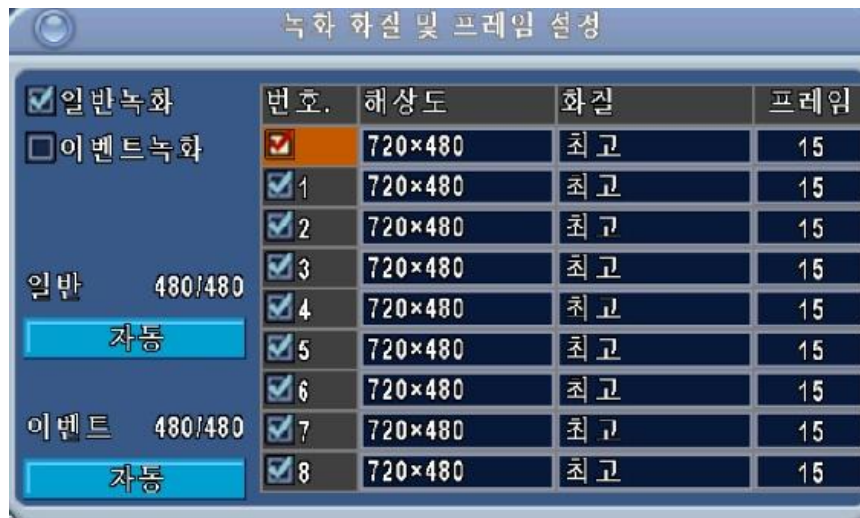 녹화 화질 및 프레임 설정
일반녹화
이벤트녹화
일반 480/480
자동
이벤트 480/480
자동
번호. 해상도 화질 프레임
720×480 최고 15
1 720×480 최고 15
2 720×480 최고 15
3 720×480 최고 15
4 720×480 최고 15
5 720×480 최고 15
6 720×480 최고 15
7 720×480 최고 15
8 720×480 최고 15